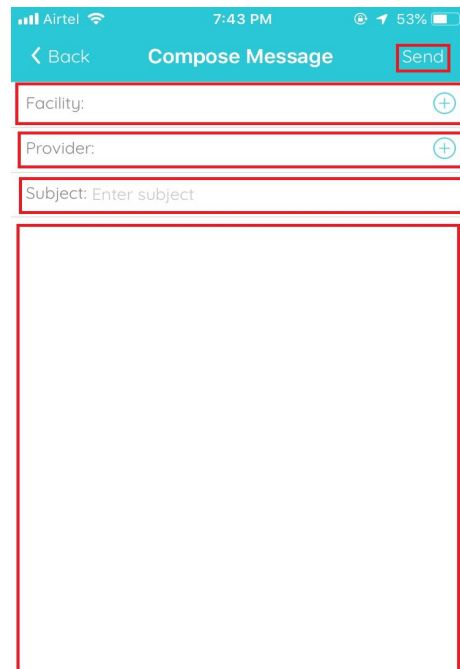 Airtel 7:43 PM 53%
Back Compose Message Send
Facility:
Provider:
Subject: Enter subject